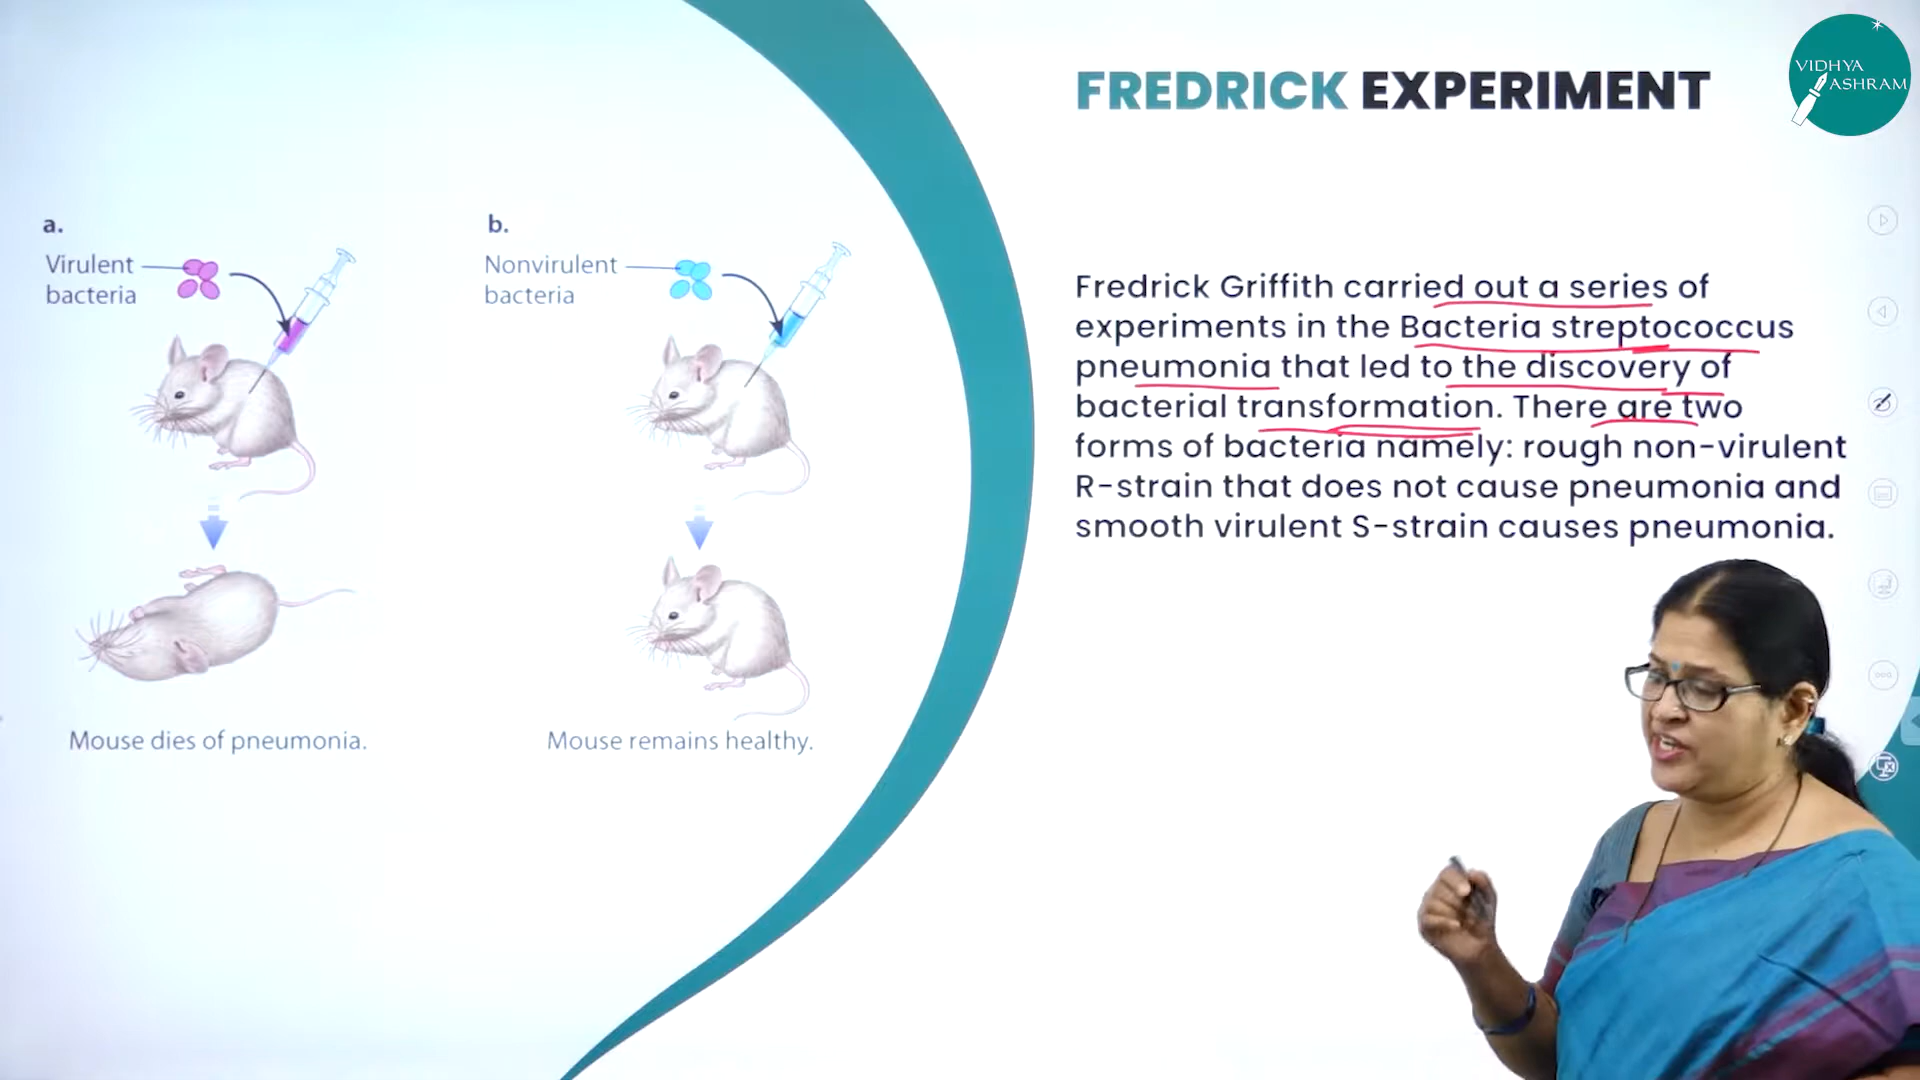 VIDHYA
ASHRAM
FREDRICK EXPERIMENT
a.
Virulent
bacteria
b.
Nonvirulent
bacteria
Mouse dies of pneumonia.
Mouse remains healthy.
Fredrick Griffith carried out a series of
experiments in the Bacteria streptococcus
pneumonia that led to the discovery of
bacterial transformation. There are two
forms of bacteria namely: rough non-virulent
R-strain that does not cause pneumonia and
smooth virulent S-strain causes pneumonia.